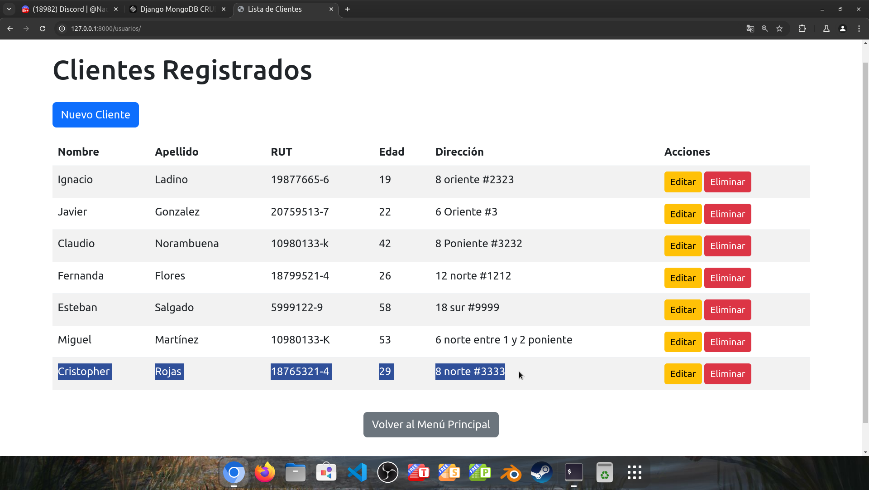 (18982) Discord | @Nar
Django MongoDB CRUD
Lista de Clientes
127.0.0.1:8000/usuarios/
Clientes Registrados
Nuevo Cliente
Nombre Apellido RUT Edad Dirección Acciones
Ignacio Ladino 19877665-6 19 8 oriente #2323 Editar Eliminar
Javier Gonzalez 20759513-7 22 6 Oriente #3 Editar Eliminar
Claudio Norambuena 10980133-k 42 8 Poniente #3232 Editar Eliminar
Fernanda Flores 18799521-4 26 12 norte #1212 Editar Eliminar
Esteban Salgado 5999122-9 58 18 sur #9999 Editar Eliminar
Miguel Martínez 10980133-K 53 6 norte entre 1 y 2 poniente Editar Eliminar
Cristopher Rojas 18765321-4 29 8 norte #3333 Editar Eliminar
Volver al Menú Principal